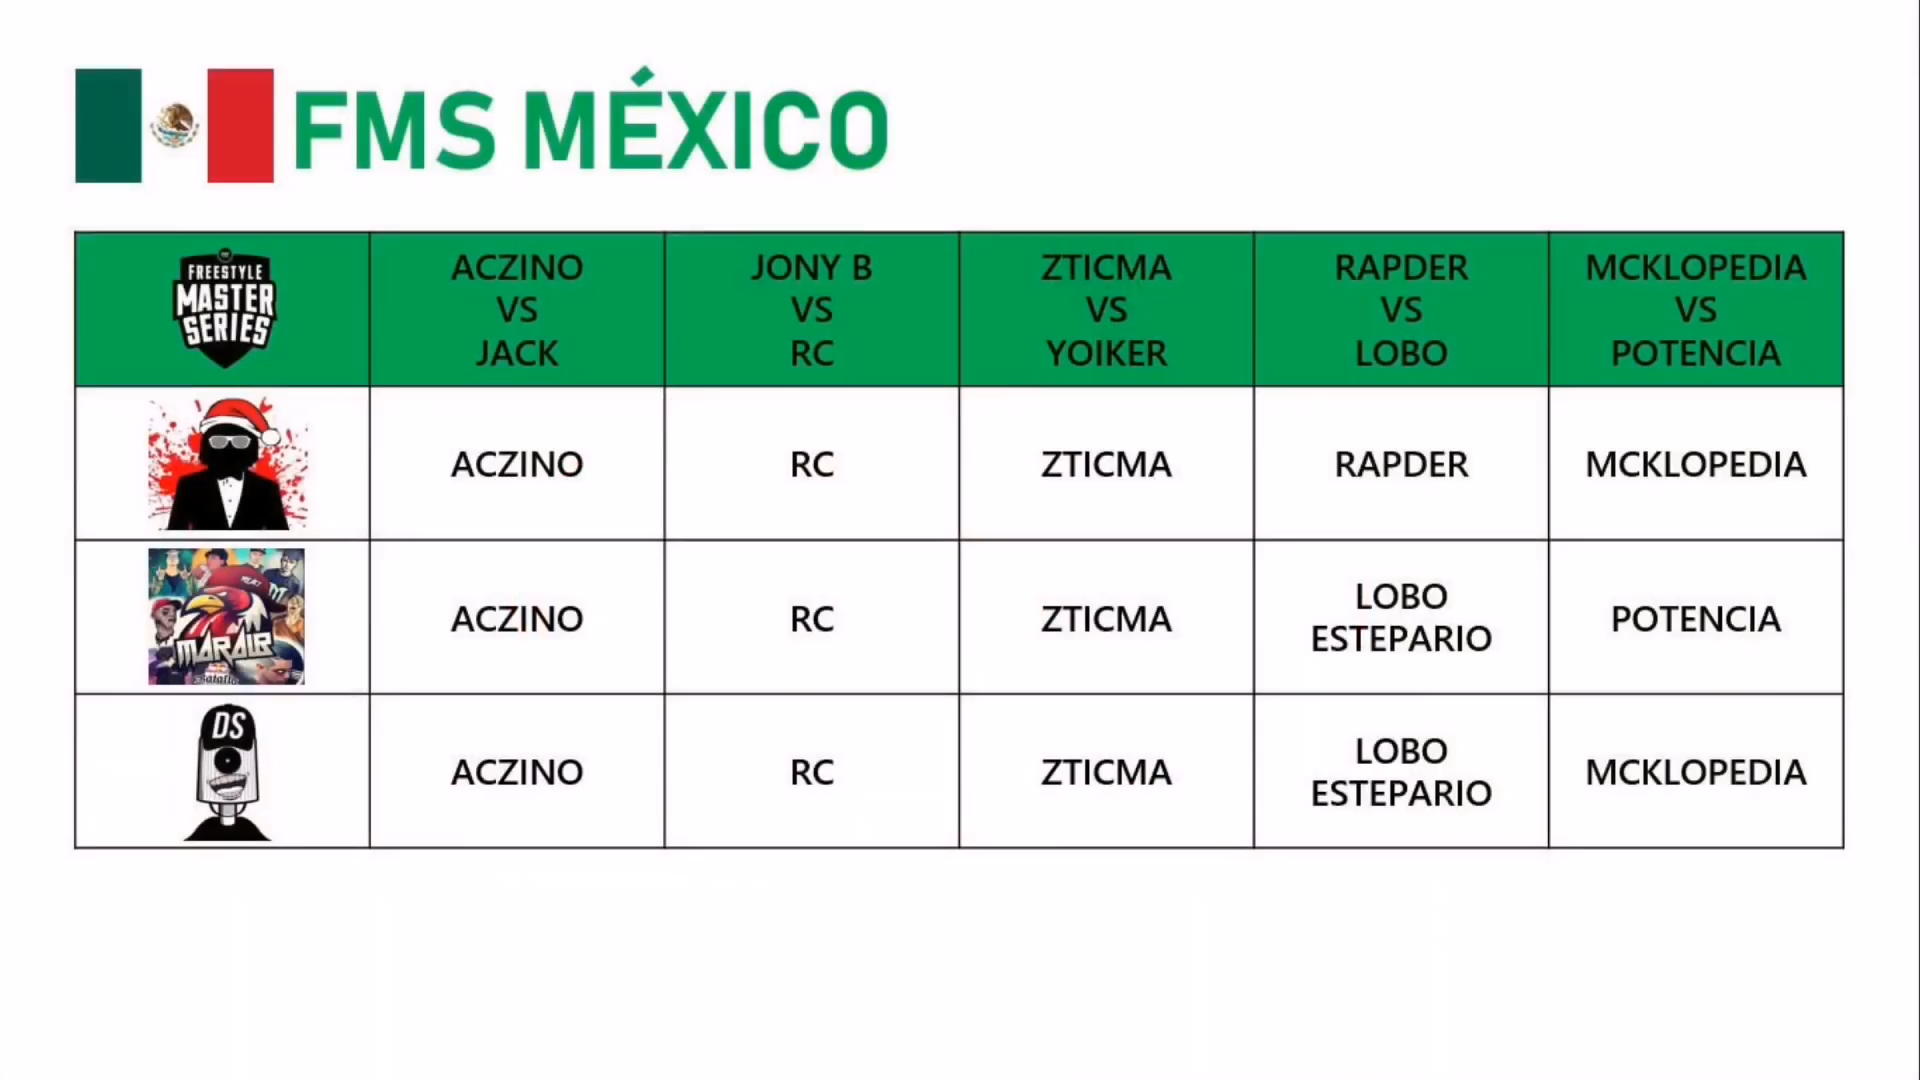 FMS MÉXICO
FREESTYLE
MASTER
SERIES
ACZINO
VS
JACK
JONY B
VS
RC
ZTICMA
VS
YOIKER
RAPDER
VS
LOBO
MCKLOPEDIA
VS
POTENCIA
ACZINO
RC
ZTICMA
RAPDER
MCKLOPEDIA
MARAIB
Batalla
ACZINO
RC
ZTICMA
LOBO
ESTEPARIO
POTENCIA
DS
ACZINO
RC
ZTICMA
LOBO
ESTEPARIO
MCKLOPEDIA